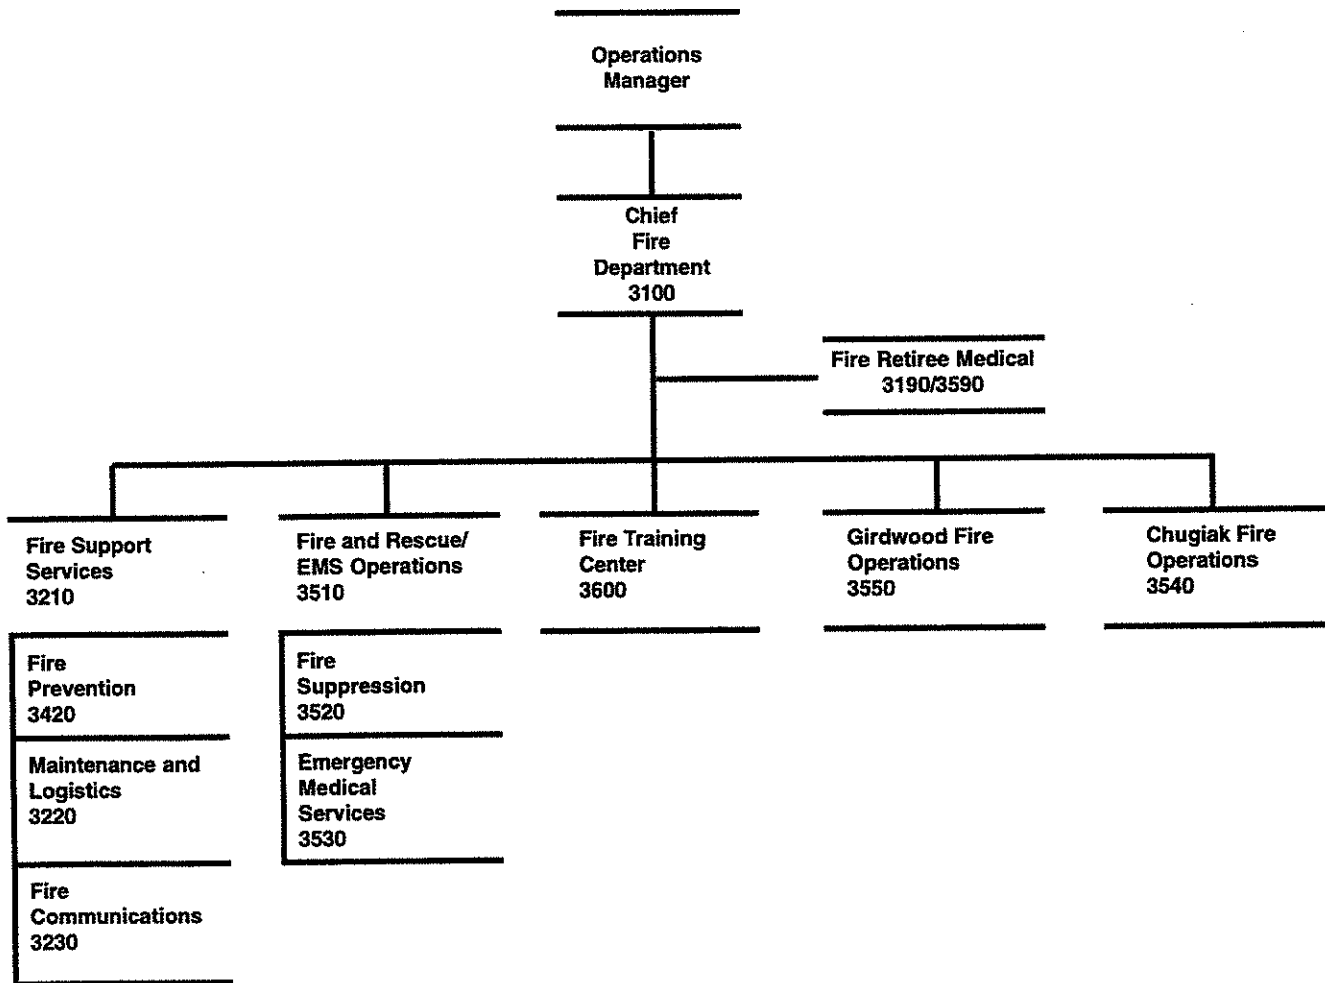 Operations
Manager
Chief
Fire
Department
3100
Fire Retiree Medical
3190/3590
Fire Support
Services
3210
Fire and Rescue/
EMS Operations
3510
Fire Training
Center
3600
Girdwood Fire
Operations
3550
Chugiak Fire
Operations
3540
Fire
Prevention
3420
Maintenance and
Logistics
3220
Fire
Communications
3230
Fire
Suppression
3520
Emergency
Medical
Services
3530